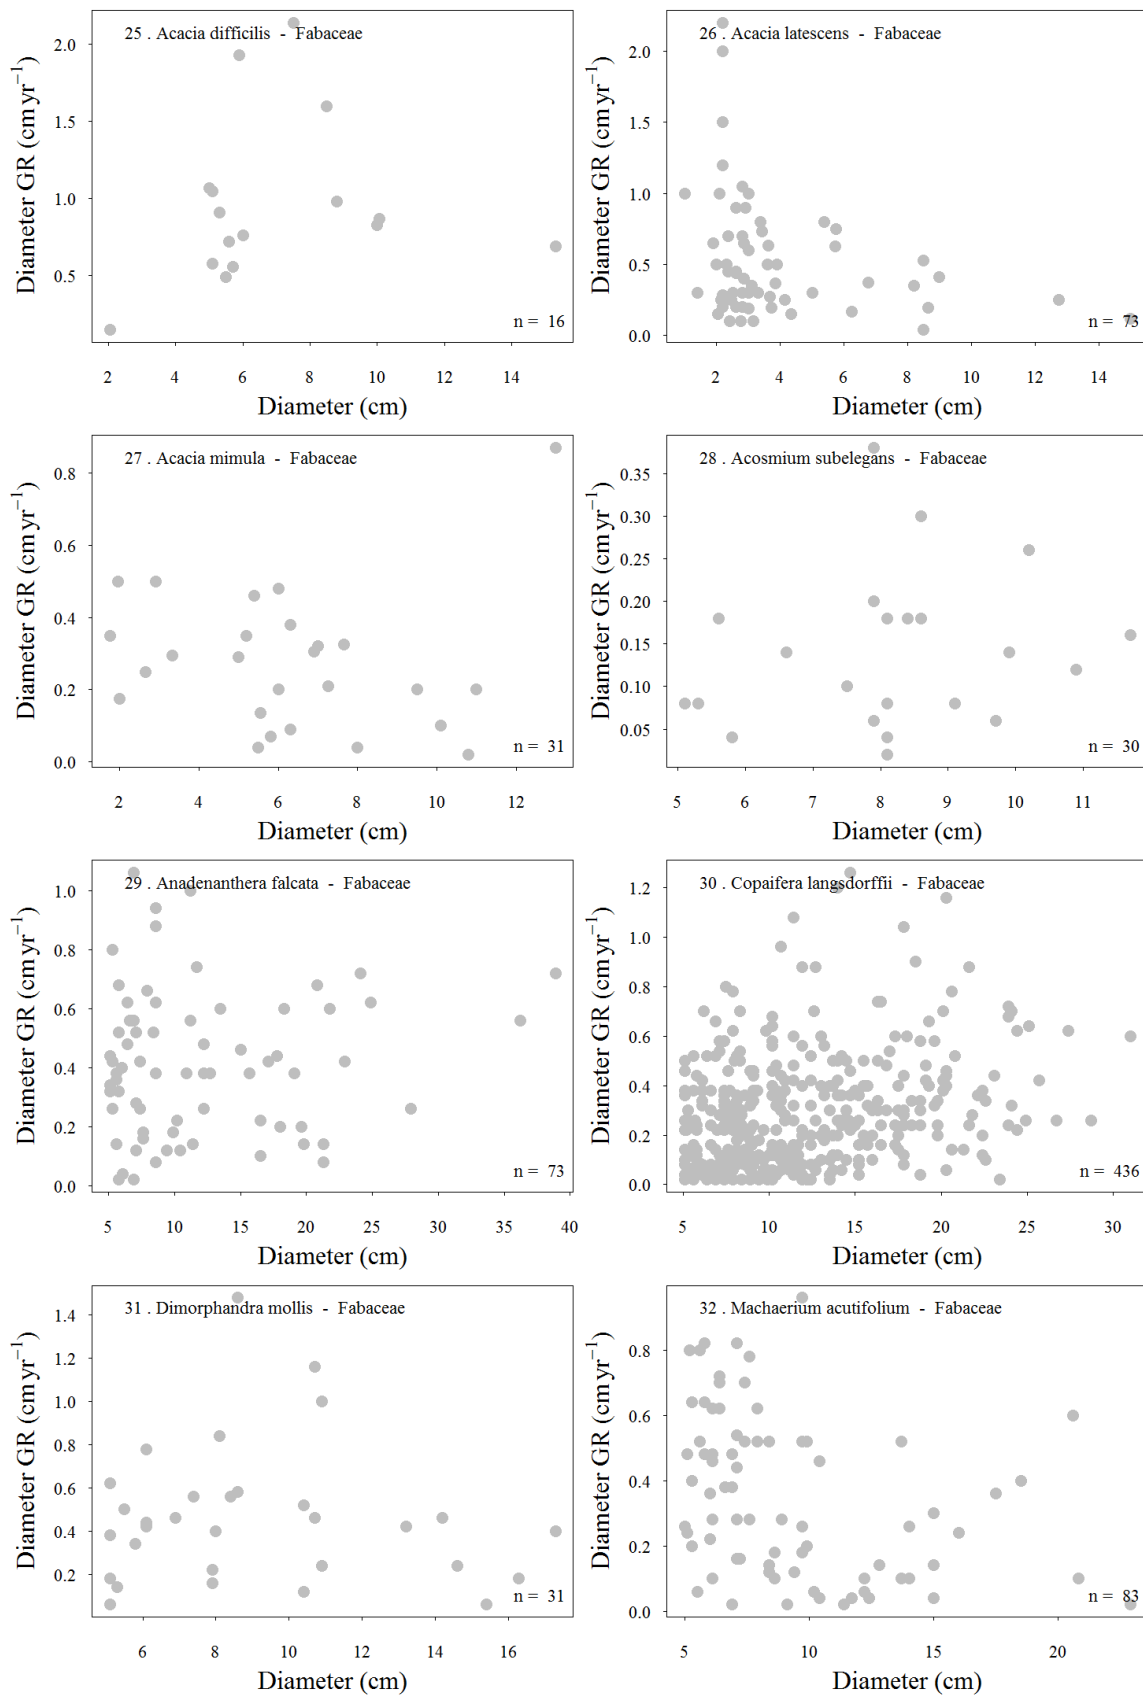 25 . Acacia difficilis - Fabaceae
Diameter GR (cm yr⁻¹)
2.0
1.5
1.0
0.5
n = 16
2 4 6 8 10 12 14
Diameter (cm)
26 . Acacia latescens - Fabaceae
Diameter GR (cm yr⁻¹)
2.0
1.5
1.0
0.5
0.0
n = 73
2 4 6 8 10 12 14
Diameter (cm)
27 . Acacia mimula - Fabaceae
Diameter GR (cm yr⁻¹)
0.8
0.6
0.4
0.2
0.0
n = 31
2 4 6 8 10 12
Diameter (cm)
28 . Acosmium subelegans - Fabaceae
Diameter GR (cm yr⁻¹)
0.35
0.30
0.25
0.20
0.15
0.10
0.05
n = 30
5 6 7 8 9 10 11
Diameter (cm)
29 . Anadenanthera falcata - Fabaceae
Diameter GR (cm yr⁻¹)
1.0
0.8
0.6
0.4
0.2
0.0
n = 73
5 10 15 20 25 30 35 40
Diameter (cm)
30 . Copaifera langsdorffii - Fabaceae
Diameter GR (cm yr⁻¹)
1.2
1.0
0.8
0.6
0.4
0.2
0.0
n = 436
5 10 15 20 25 30
Diameter (cm)
31 . Dimorphandra mollis - Fabaceae
Diameter GR (cm yr⁻¹)
1.4
1.2
1.0
0.8
0.6
0.4
0.2
n = 31
6 8 10 12 14 16
Diameter (cm)
32 . Machaerium acutifolium - Fabaceae
Diameter GR (cm yr⁻¹)
0.8
0.6
0.4
0.2
0.0
n = 83
5 10 15 20
Diameter (cm)